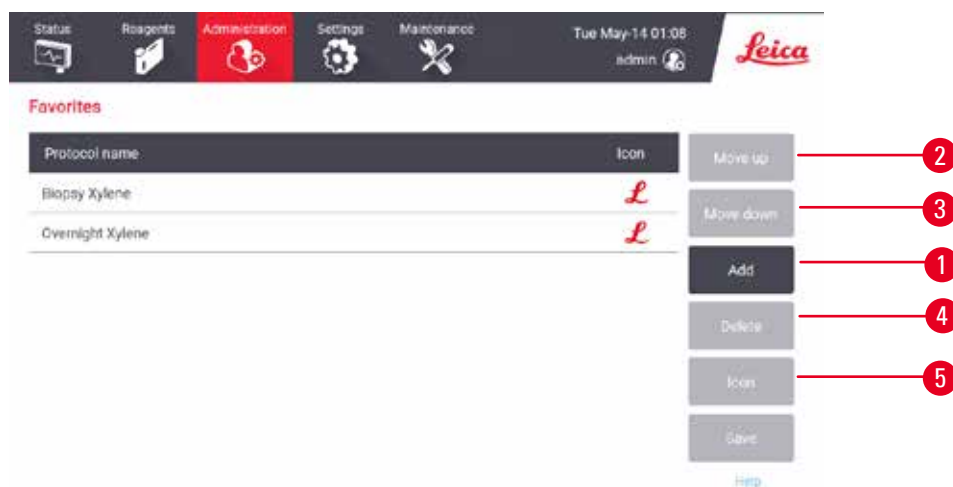 Status Reagents Administration Settings Maintenance Tue May-14 01:08
admin
Leica
Favorites
Protocol name Icon
Biopsy Xylene L
Overnight Xylene L
Move up 2
Move down 3
Add 1
Delete 4
Icon 5
Save
Help